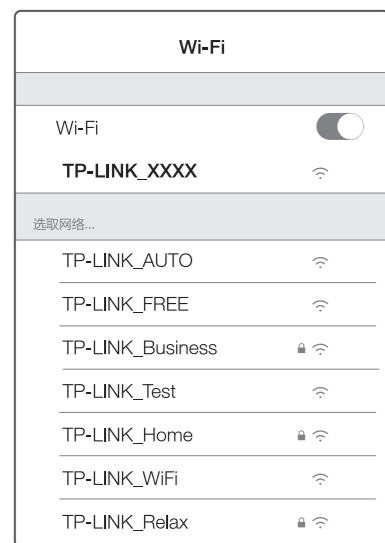 Wi-Fi
Wi-Fi
TP-LINK_XXXX
选取网络...
TP-LINK_AUTO
TP-LINK_FREE
TP-LINK_Business
TP-LINK_Test
TP-LINK_Home
TP-LINK_WiFi
TP-LINK_Relax